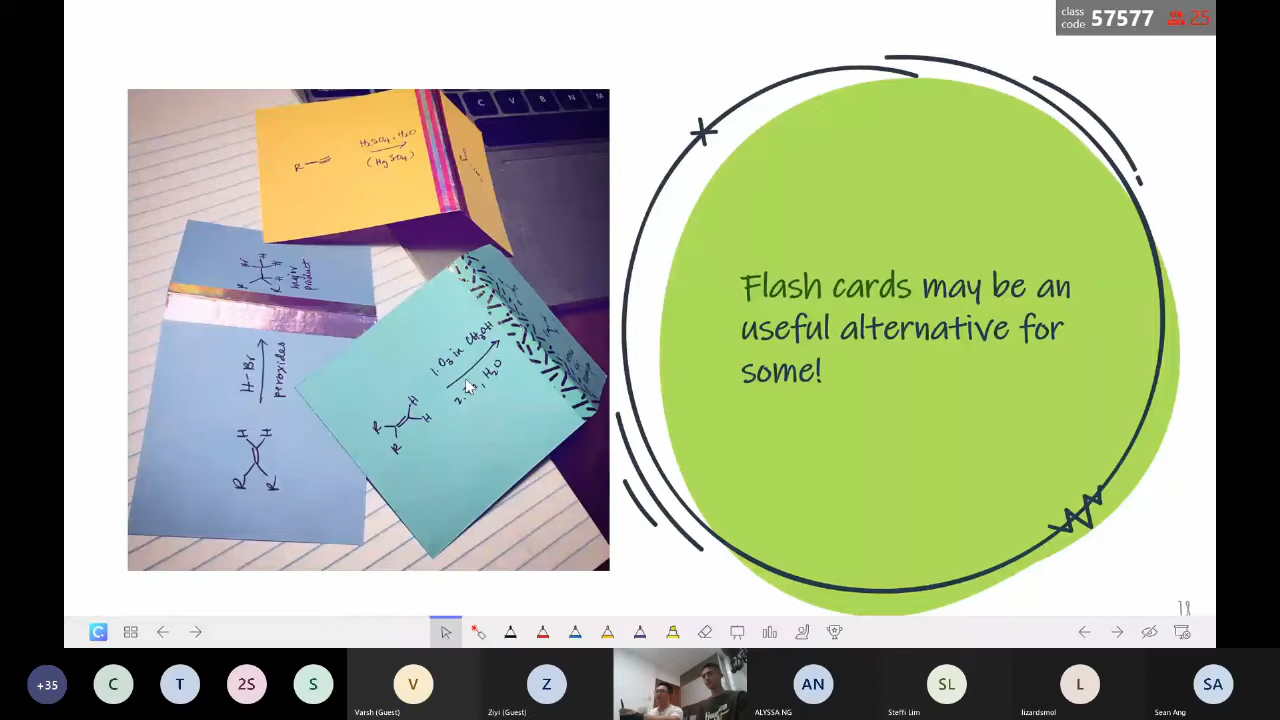 class
code 57577 25
C V B N M
H₂SO₄, H₂O
R
(HgSO₄)
R
H
H
H-Br
peroxides
R
R
H
H
major
product
1. O₃ in CH₃OH
2. , H₂O
R
R
H
H
Flash cards may be an
useful alternative for
some!
C.
+35
C
T
2S
S
V
Varsh (Guest)
Z
Ziyi (Guest)
AN
ALYSSA NG
SL
Steffi Lim
L
lizardsmol
SA
Sean Ang